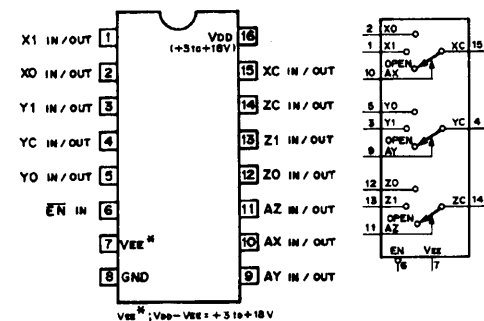 X1 IN/OUT 1
X0 IN/OUT 2
Y1 IN/OUT 3
YC IN/OUT 4
Y0 IN/OUT 5
EN IN 6
7 VEE*
8 GND
VDD 16
(+3to+18V)
15 XC IN/OUT
14 ZC IN/OUT
13 Z1 IN/OUT
12 Z0 IN/OUT
11 AZ IN/OUT
10 AX IN/OUT
9 AY IN/OUT
VEE*; VDD-VEE = +3 to +18V
2 X0
1 X1 XC 15
OPEN
10 AX
5 Y0
3 Y1 YC 4
OPEN
9 AY
12 Z0
13 Z1 ZC 14
OPEN
11 AZ
EN VEE
6 7